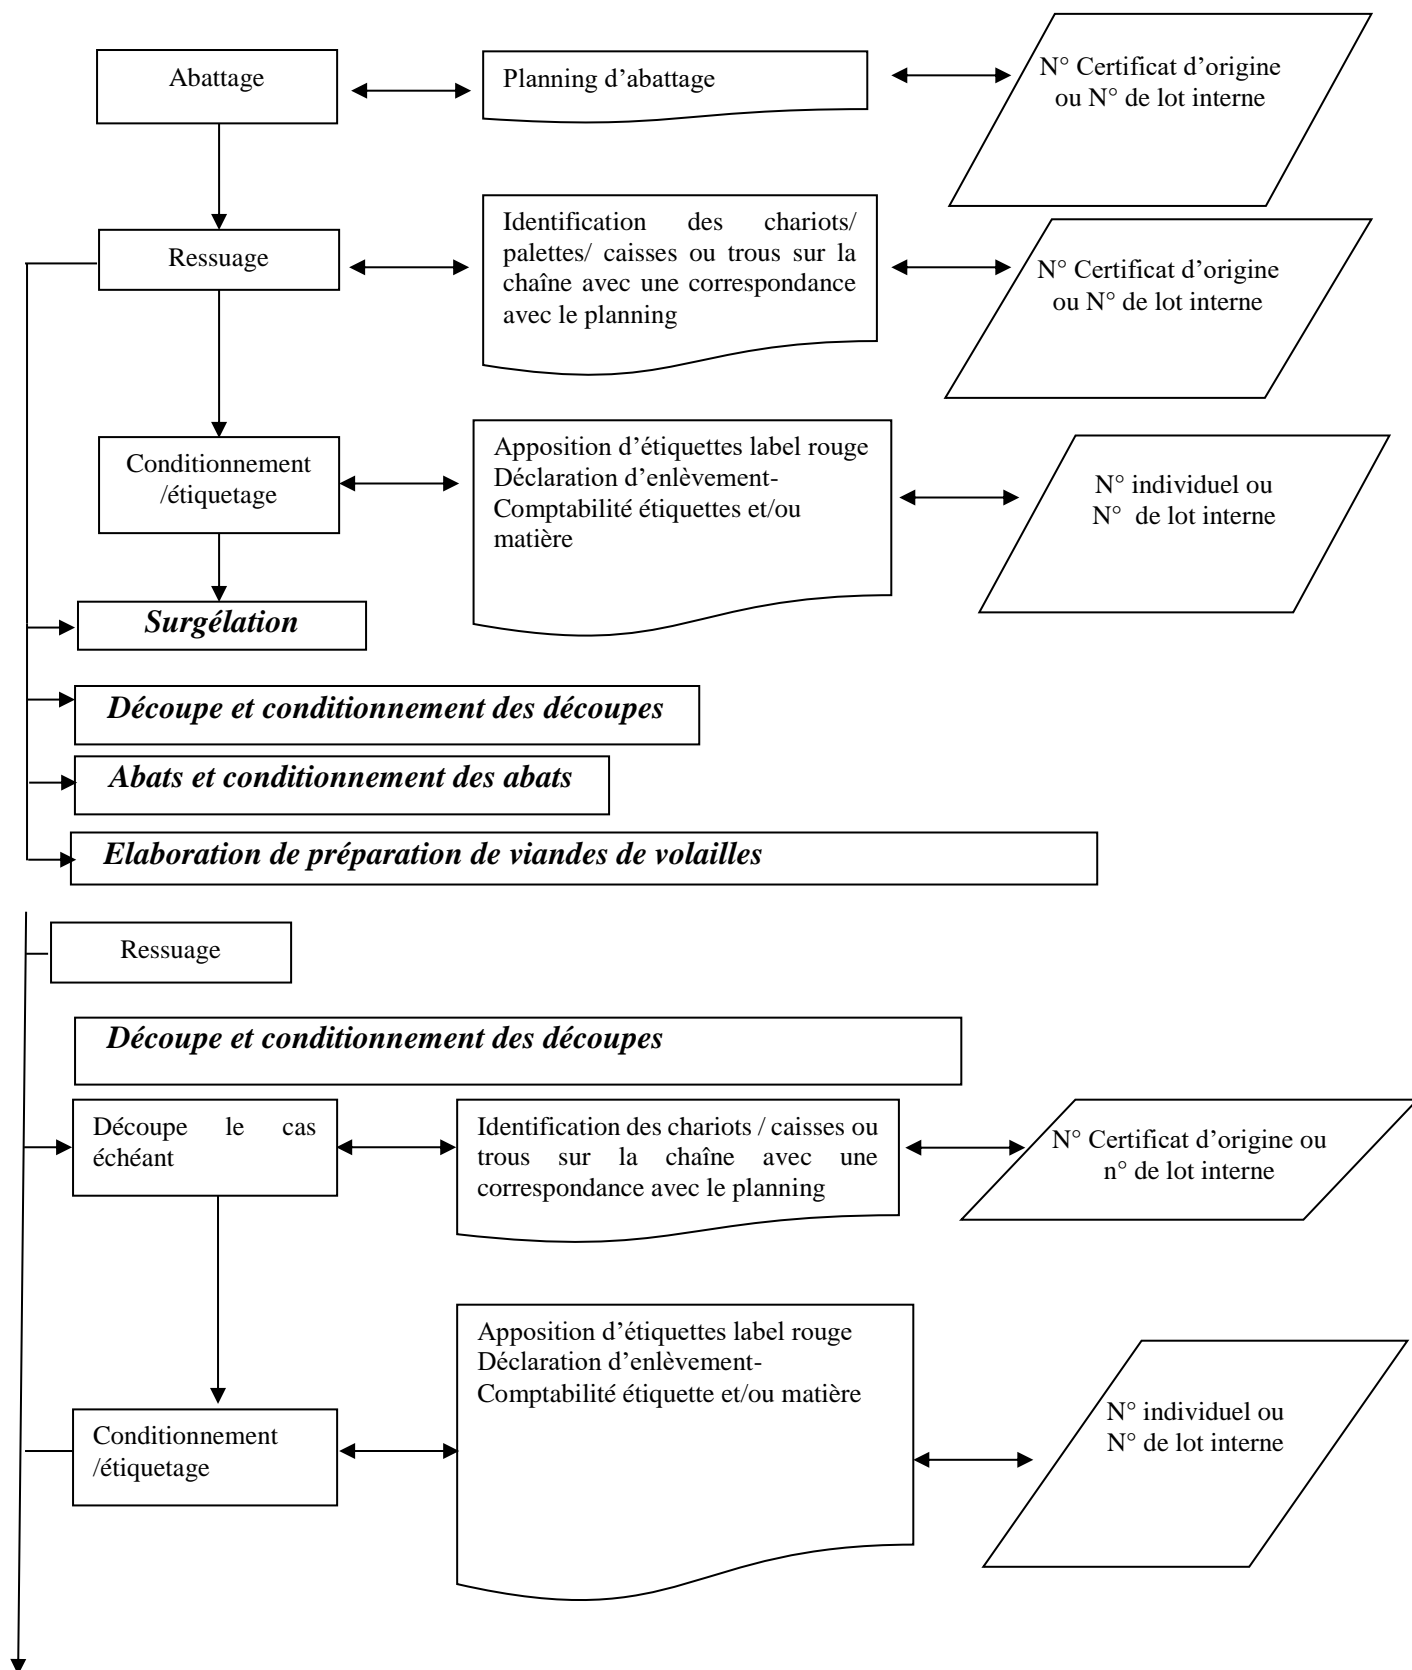 Abattage
Planning d'abattage
N° Certificat d'origine
ou N° de lot interne
Ressuage
Identification des chariots/
palettes/ caisses ou trous sur la
chaîne avec une correspondance
avec le planning
N° Certificat d'origine
ou N° de lot interne
Conditionnement
/étiquetage
Apposition d'étiquettes label rouge
Déclaration d'enlèvement-
Comptabilité étiquettes et/ou
matière
N° individuel ou
N° de lot interne
Surgélation
Découpe et conditionnement des découpes
Abats et conditionnement des abats
Elaboration de préparation de viandes de volailles
Ressuage
Découpe et conditionnement des découpes
Découpe le cas
échéant
Identification des chariots / caisses ou
trous sur la chaîne avec une
correspondance avec le planning
N° Certificat d'origine ou
n° de lot interne
Apposition d'étiquettes label rouge
Déclaration d'enlèvement-
Comptabilité étiquette et/ou matière
Conditionnement
/étiquetage
N° individuel ou
N° de lot interne